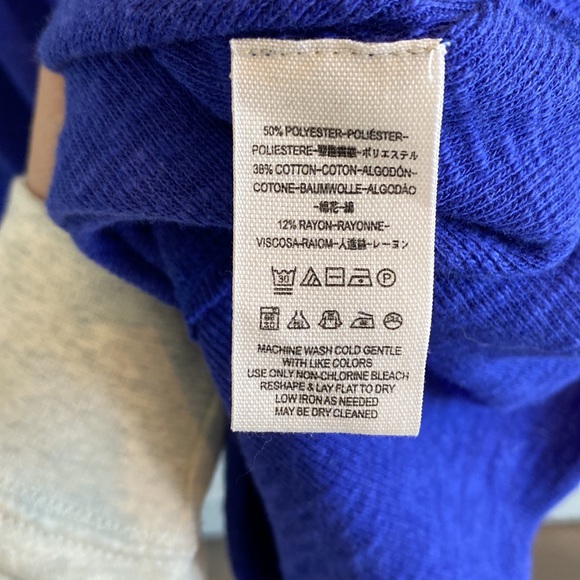 50% POLYESTER-POLIÉSTER-
POLIESTERE-聚酯纖維-ポリエステル
38% COTTON-COTON-ALGODÓN-
COTONE-BAUMWOLLE-ALGODÃO
-棉花-綿
12% RAYON-RAYONNE-
VISCOSA-RAIOM-人造絲-レーヨン
30 P
MACHINE WASH COLD GENTLE
WITH LIKE COLORS
USE ONLY NON-CHLORINE BLEACH
RESHAPE & LAY FLAT TO DRY
LOW IRON AS NEEDED
MAY BE DRY CLEANED